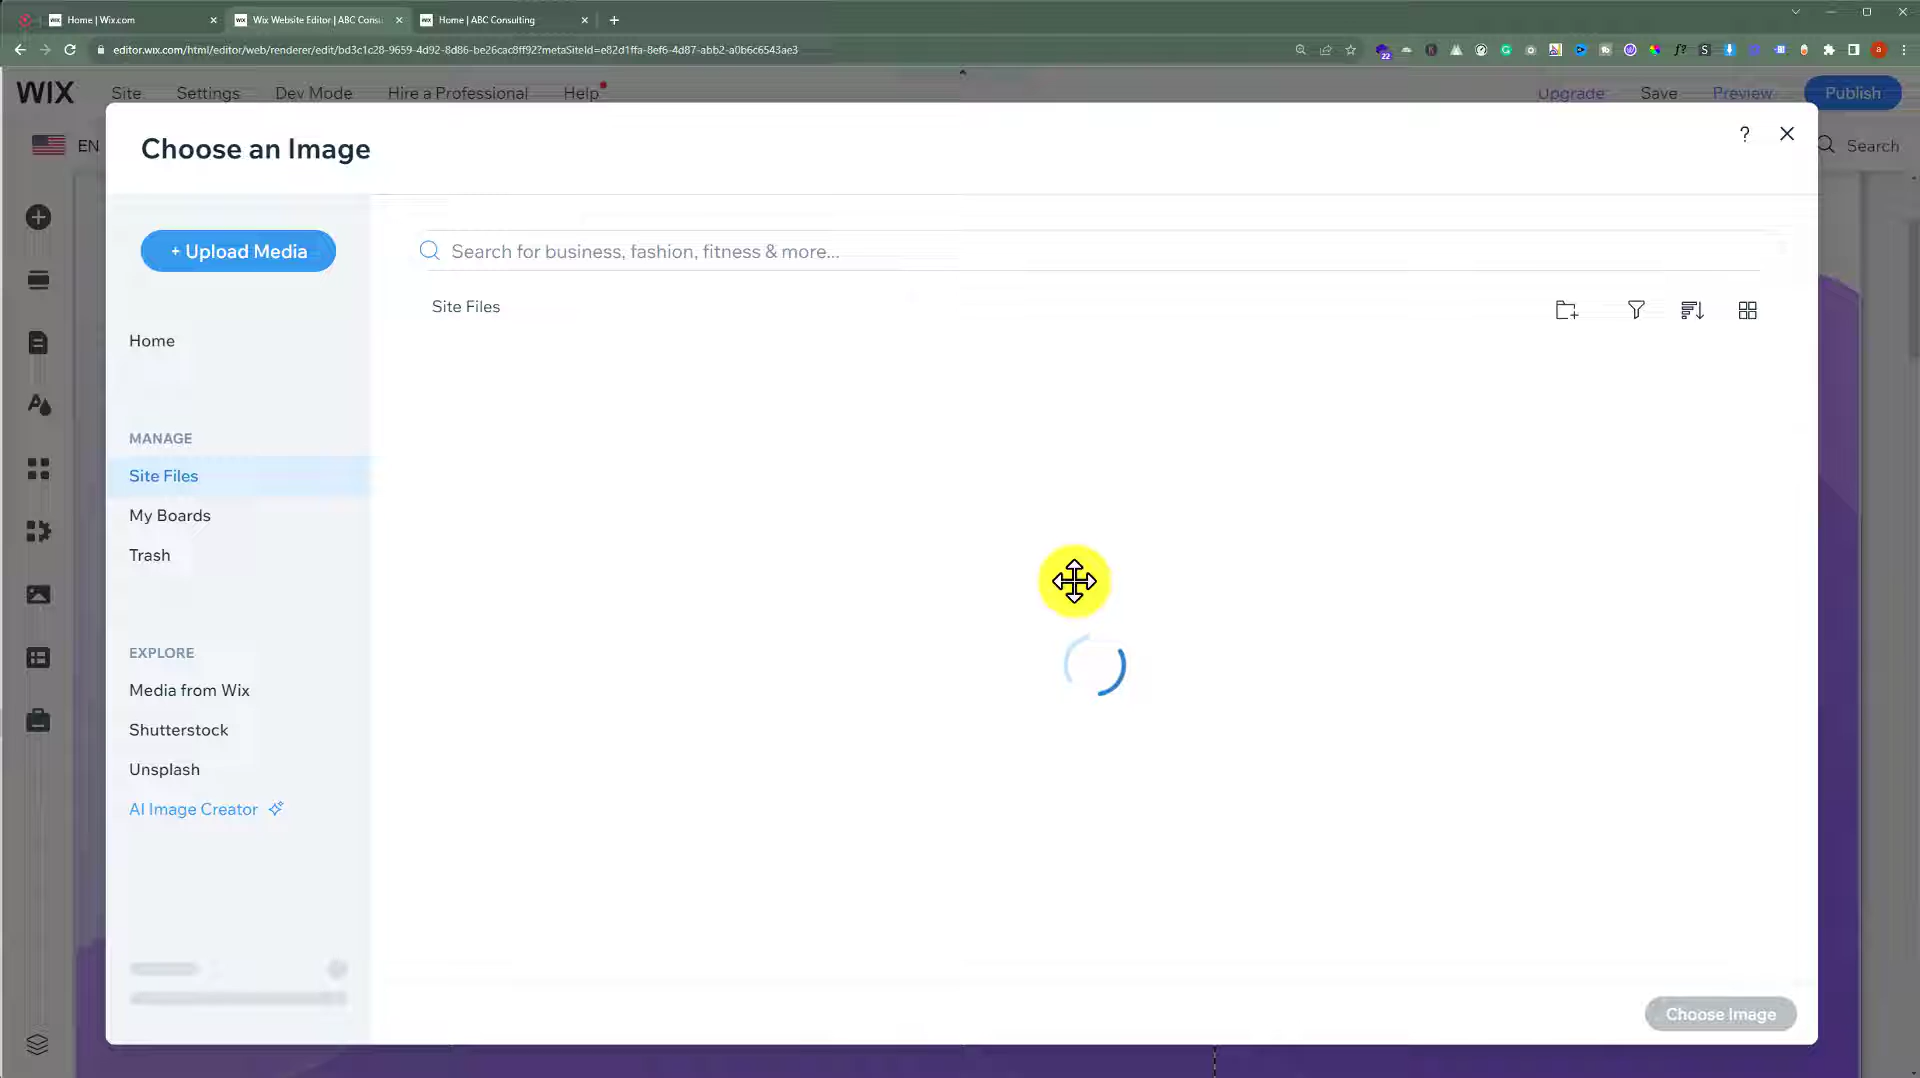 Home | Wix.com
Wix Website Editor | ABC Consu
Home | ABC Consulting
editor.wix.com/html/editor/web/renderer/edit/bd3c1c28-9659-4d92-8d86-be26cac8ff92?metaSiteId=e82d1ffa-8ef6-4d87-abb2-a0b6c6543ae3
22
WIX
Site
Settings
Dev Mode
Hire a Professional
Help
Upgrade
Save
Preview
Publish
EN
Search
Choose an Image
?
+ Upload Media
Search for business, fashion, fitness & more...
Site Files
Home
MANAGE
Site Files
My Boards
Trash
EXPLORE
Media from Wix
Shutterstock
Unsplash
AI Image Creator
Choose Image